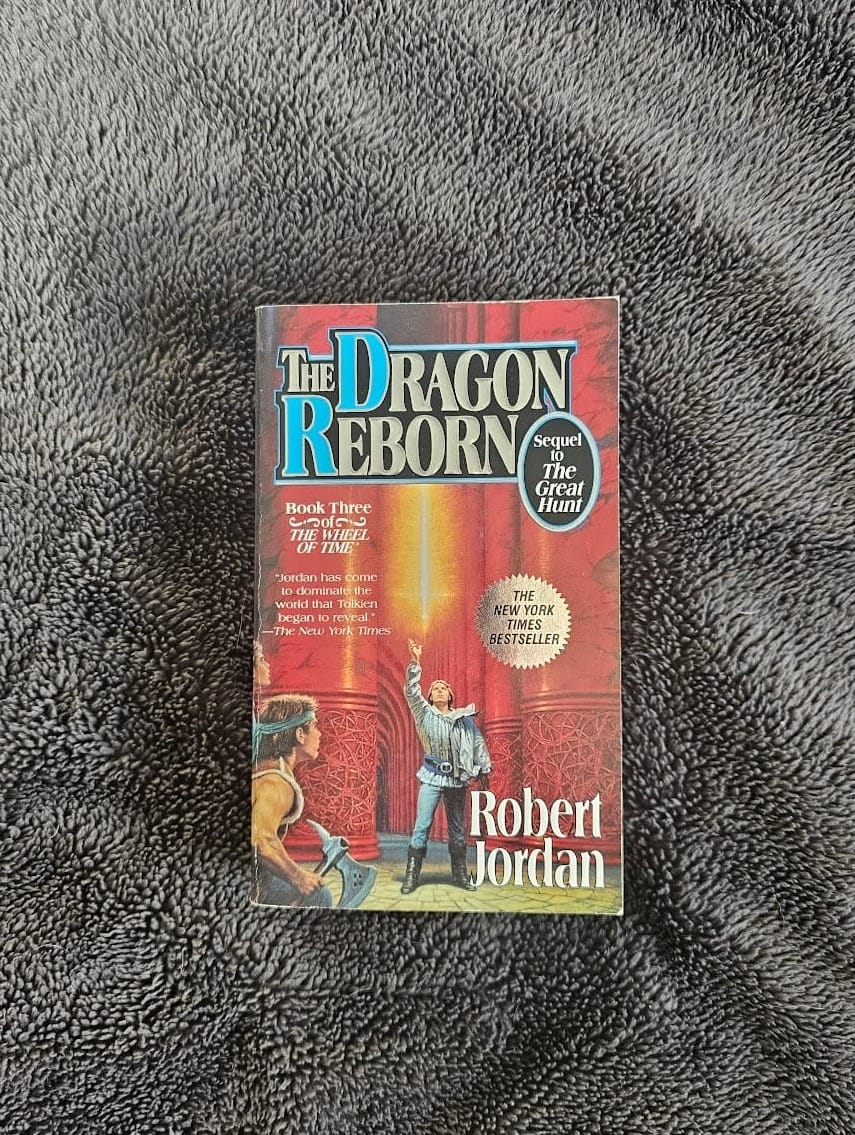 THE DRAGON
REBORN
Sequel
to
The
Great
Hunt
Book Three
of
THE WHEEL
OF TIME
"Jordan has come
to dominate the
world that Tolkien
began to reveal."
—The New York Times
THE
NEW YORK
TIMES
BESTSELLER
Robert
Jordan